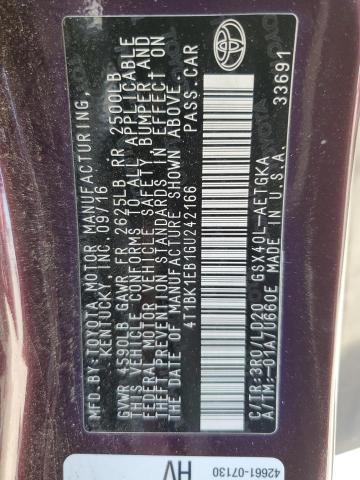 MFD. BY: TOYOTA MOTOR MANUFACTURING,
KENTUCKY, INC. 09/16
GVWR 4590LB GAWR FR 2625LB RR 2500LB
THIS VEHICLE CONFORMS TO ALL APPLICABLE
FEDERAL MOTOR VEHICLE SAFETY, BUMPER AND
THEFT PREVENTION STANDARDS IN EFFECT ON
THE DATE OF MANUFACTURE SHOWN ABOVE.
4T1BK1EB1GU242166 PASS. CAR
C/TR:3R0/LD20 GSX40L-AETGKA
A/TM:-01A/U660E MADE IN U.S.A.
33691
42661-07130
HV